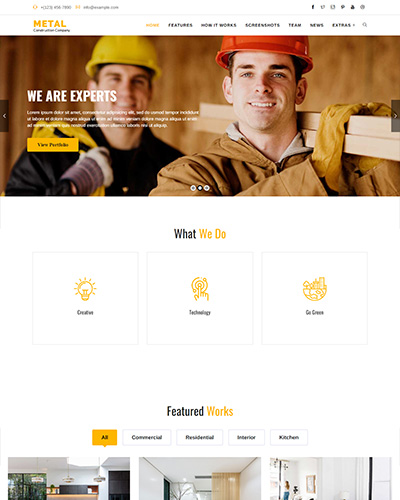 +(123) 456-7890 info@example.com
METAL
Construction Company
HOME FEATURES HOW IT WORKS SCREENSHOTS TEAM NEWS EXTRAS
WE ARE EXPERTS
Lorem ipsum dolor sit amet, consectetur adipiscing elit, sed do eiusmod tempor incididunt
ut labore et dolore magna aliqua. Ut enim ad minim veniam, quis nostrud exercitation
ullamco laboris nisi ut aliquip.
View Portfolio
What We Do
Creative
Technology
Go Green
Featured Works
All Commercial Residential Interior Kitchen